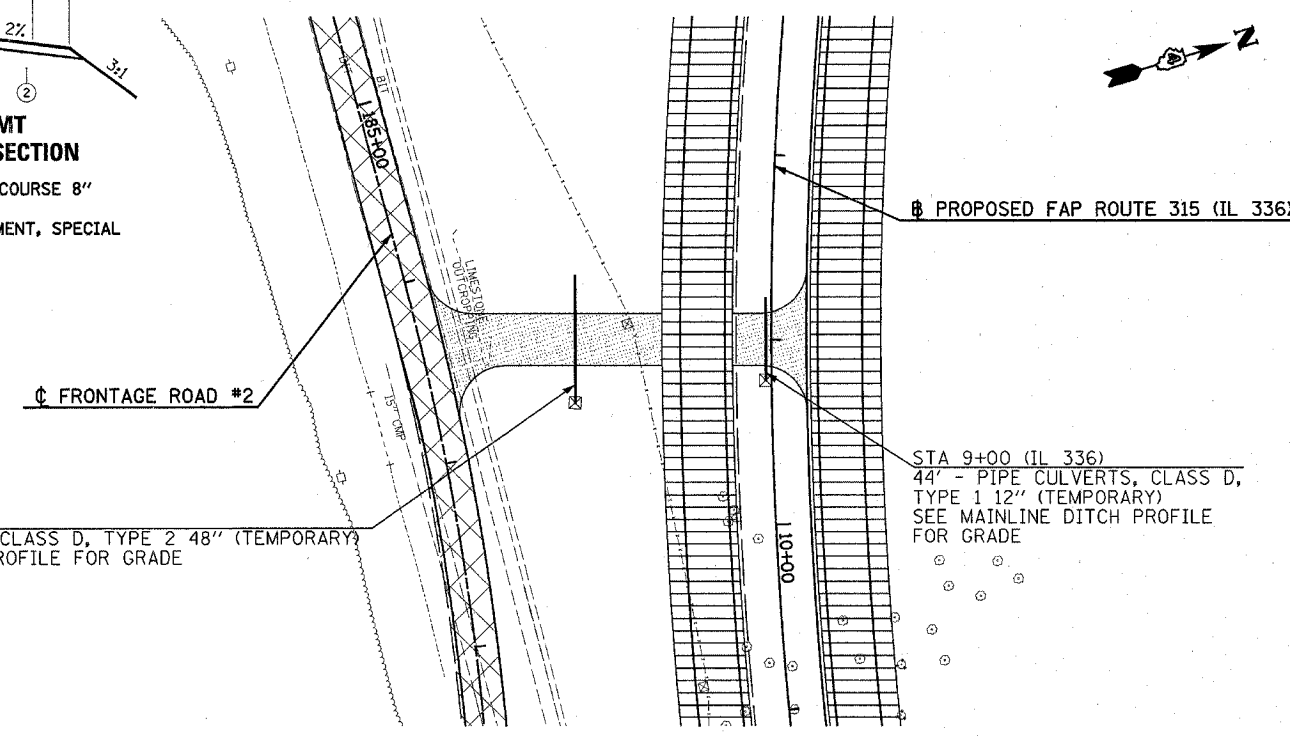 2%
3:1
2
MT
SECTION
COURSE 8"
MENT, SPECIAL
BIT
185+00
N
℄ PROPOSED FAP ROUTE 315 (IL 336)
LIMESTONE
OUTCROPPING
℄ FRONTAGE ROAD #2
15" CMP
STA 9+00 (IL 336)
44' - PIPE CULVERTS, CLASS D,
TYPE 1 12" (TEMPORARY)
SEE MAINLINE DITCH PROFILE
FOR GRADE
CLASS D, TYPE 2 48" (TEMPORARY)
ROFILE FOR GRADE
10+00